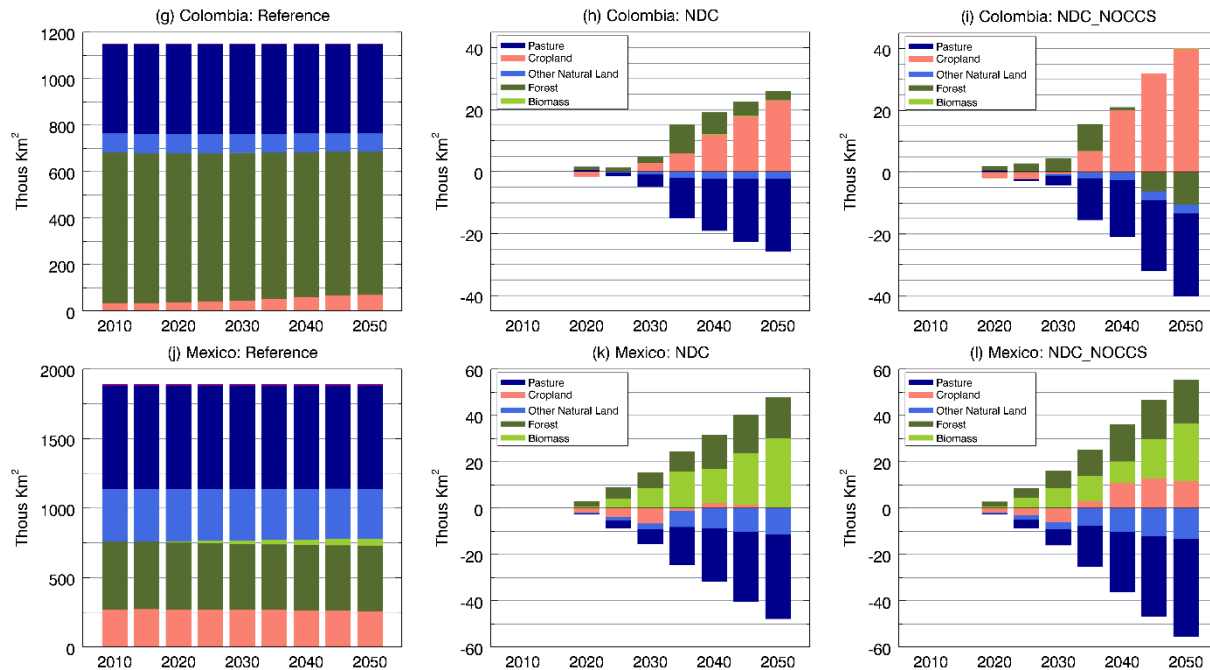 (g) Colombia: Reference
(h) Colombia: NDC
(i) Colombia: NDC_NOCCS
Thous Km²
1200
1000
800
600
400
200
0
2010 2020 2030 2040 2050
Thous Km²
40
20
0
-20
-40
Pasture
Cropland
Other Natural Land
Forest
Biomass
2010 2020 2030 2040 2050
Thous Km²
40
20
0
-20
-40
Pasture
Cropland
Other Natural Land
Forest
Biomass
2010 2020 2030 2040 2050
(j) Mexico: Reference
(k) Mexico: NDC
(l) Mexico: NDC_NOCCS
Thous Km²
2000
1500
1000
500
0
2010 2020 2030 2040 2050
Thous Km²
60
40
20
0
-20
-40
-60
Pasture
Cropland
Other Natural Land
Forest
Biomass
2010 2020 2030 2040 2050
Thous Km²
60
40
20
0
-20
-40
-60
Pasture
Cropland
Other Natural Land
Forest
Biomass
2010 2020 2030 2040 2050